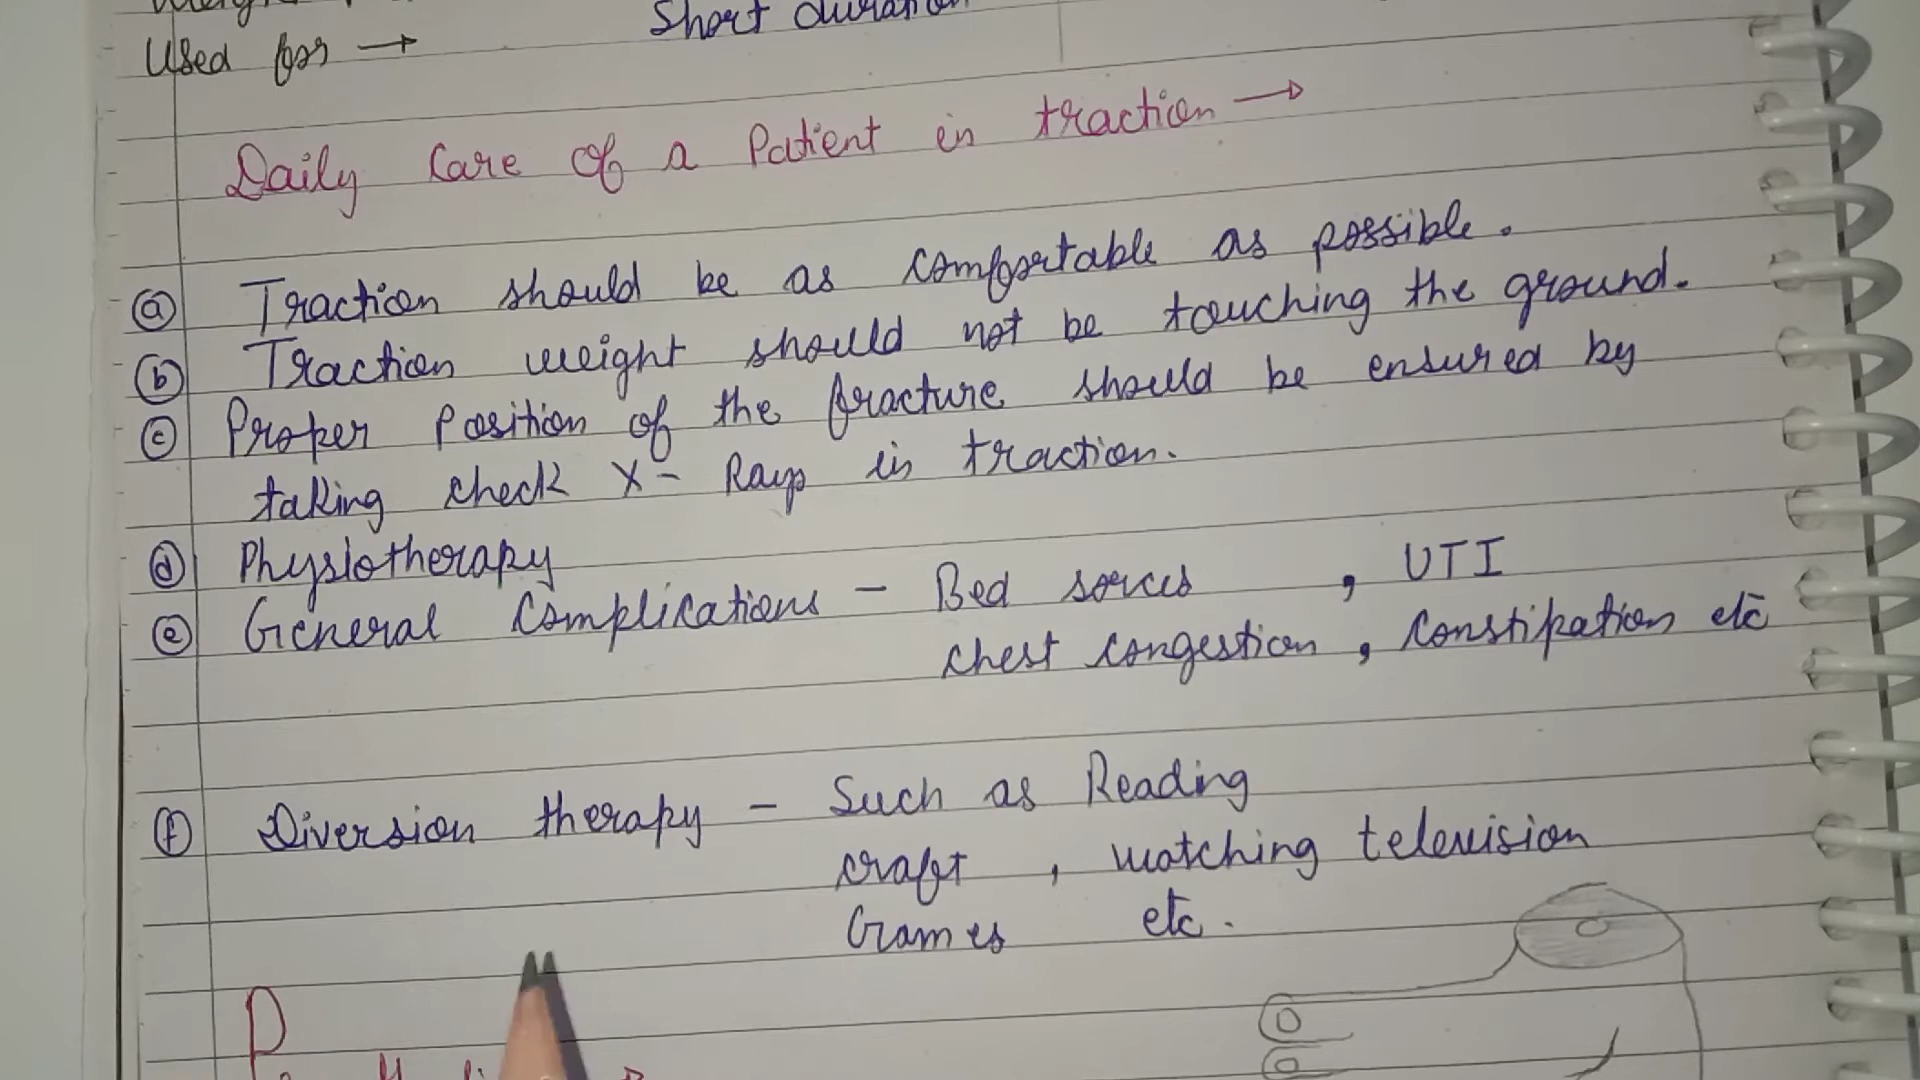 Short duration
Used for →
Daily Care of a Patient in traction →
(a) Traction should be as comfortable as possible.
(b) Traction weight should not be touching the ground.
(c) Proper Position of the fracture should be ensured by
taking check X- Rays in traction.
(d) Physiotherapy
(e) General Complications - Bed sores , UTI
chest congestion , constipation etc
(f) Diversion therapy - Such as Reading
craft , watching television
Games etc.